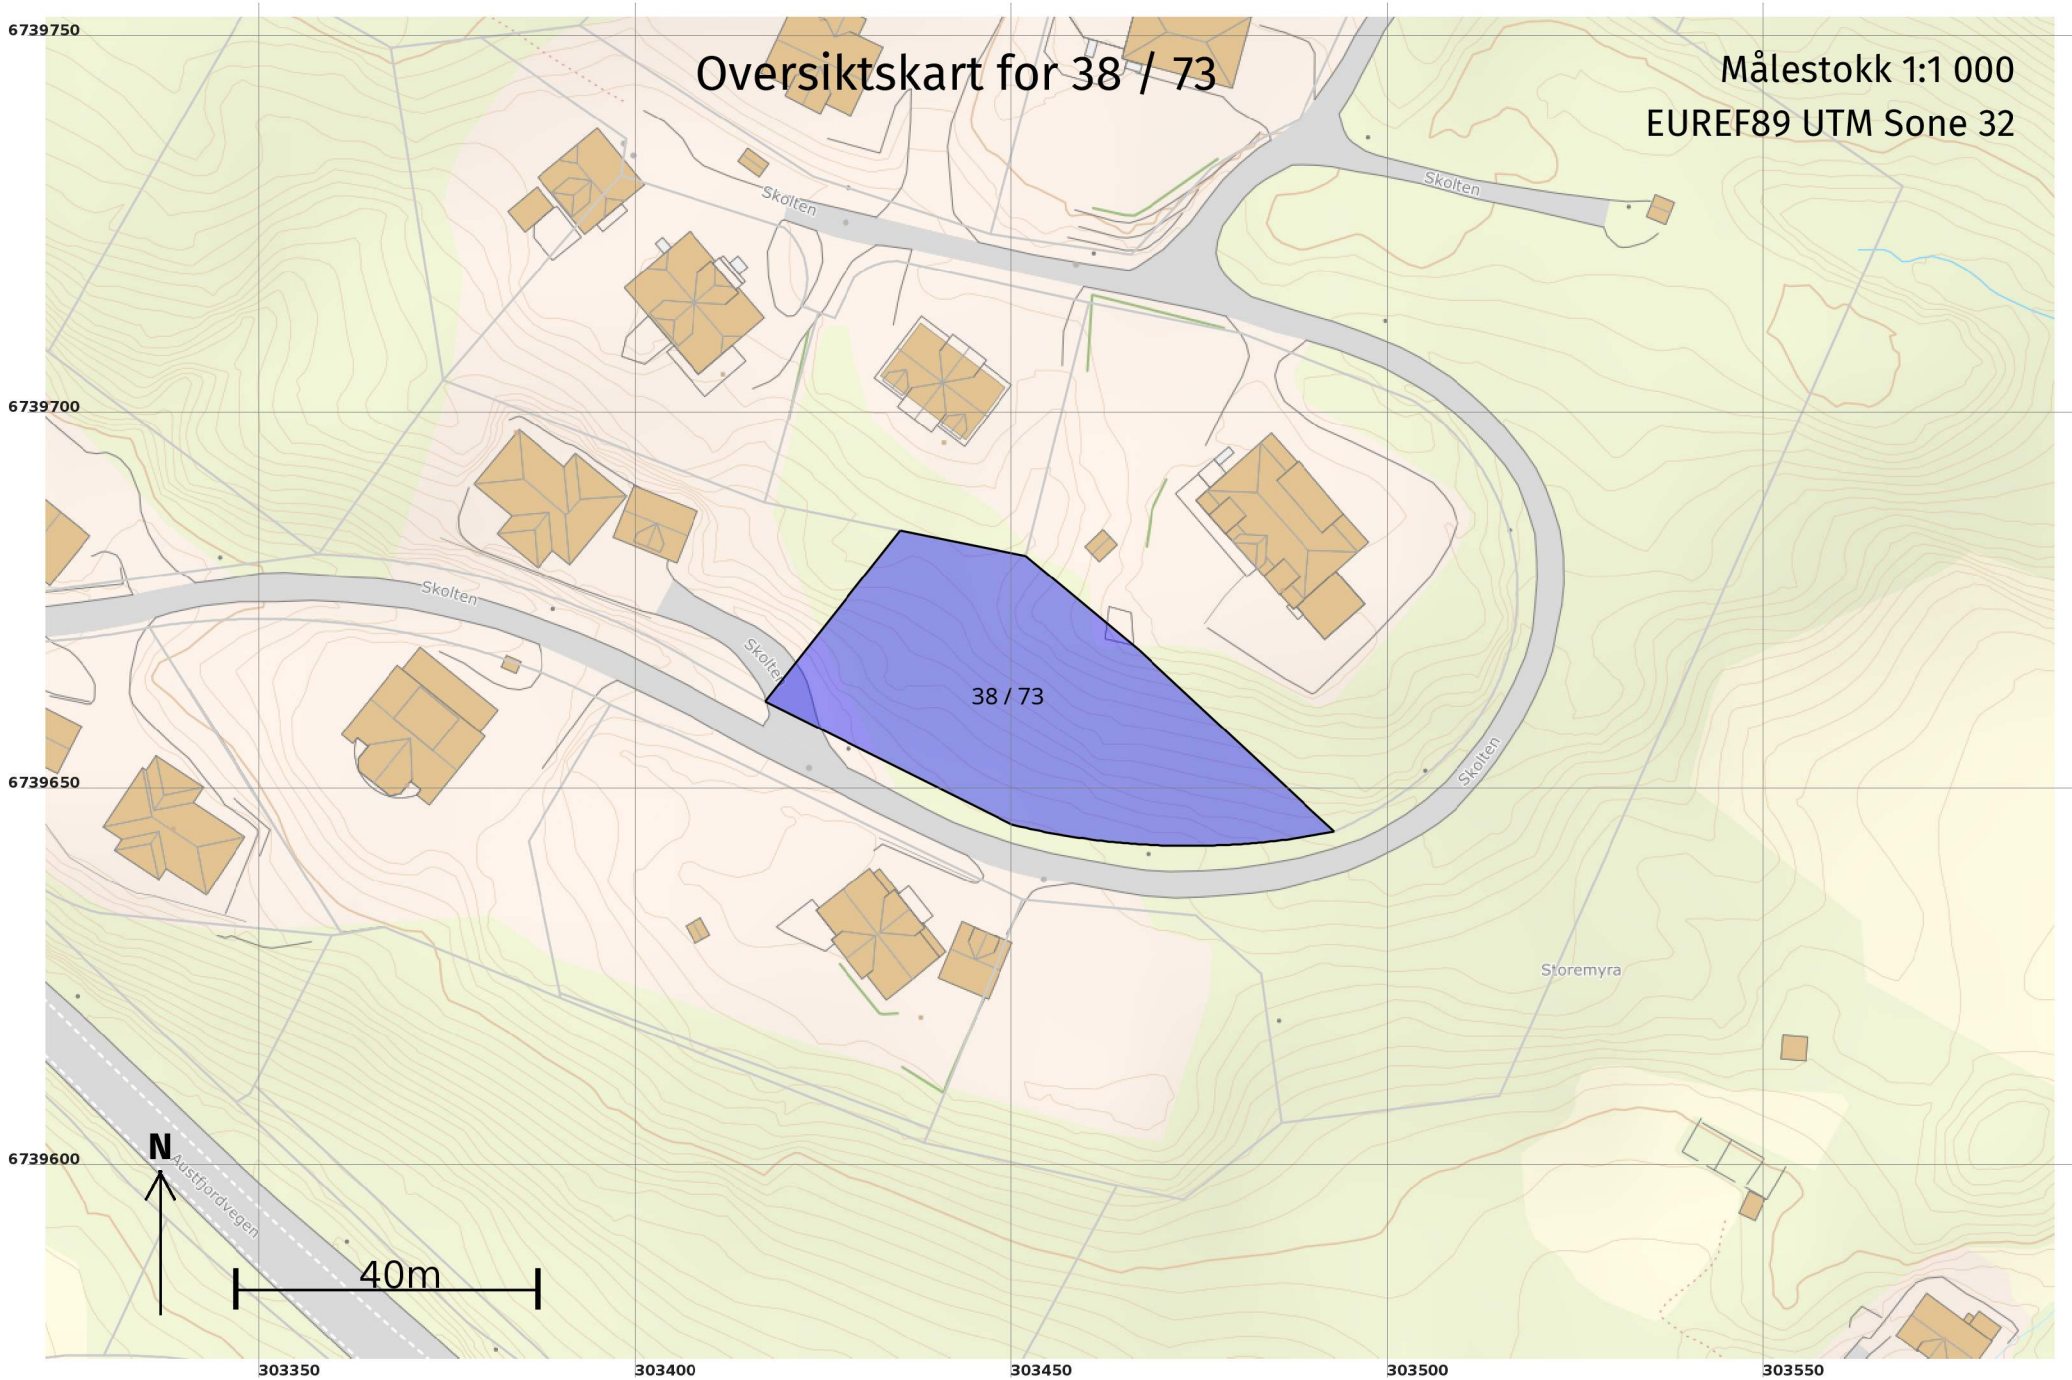 6739750
Oversiktskart for 38 / 73
Målestokk 1:1 000
EUREF89 UTM Sone 32
Skolten
Skolten
6739700
Skolten
Skolten
38 / 73
Skolten
6739650
Storemyra
N
6739600
Austfjordvegen
40m
303350
303400
303450
303500
303550